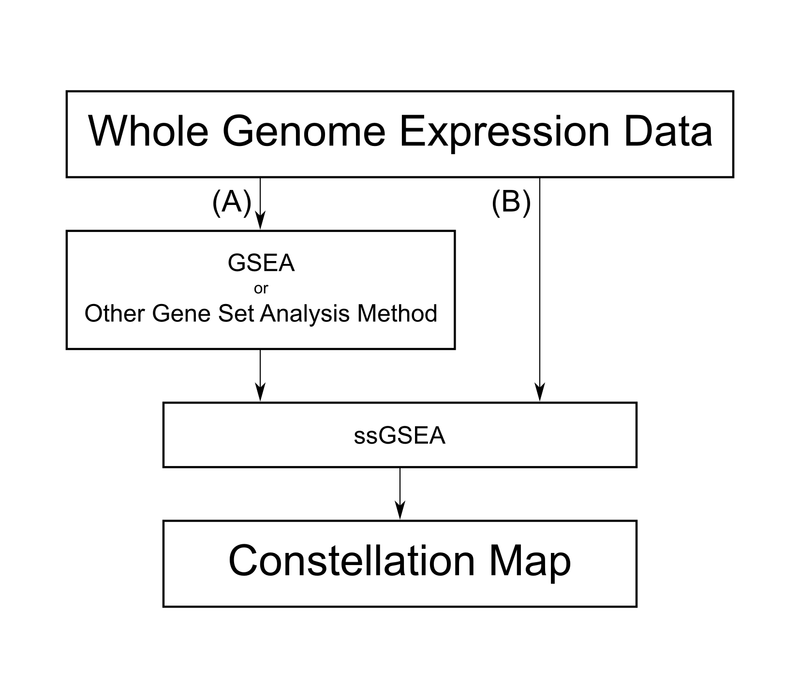 Whole Genome Expression Data
(A)
(B)
GSEA
or
Other Gene Set Analysis Method
ssGSEA
Constellation Map